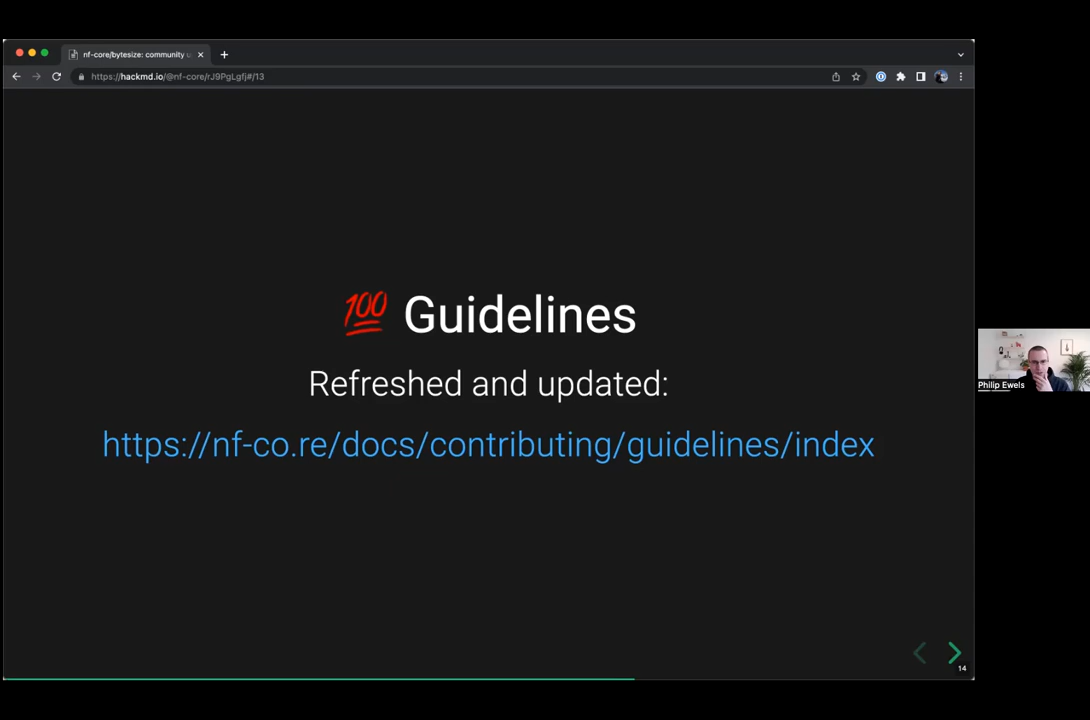 nf-core/bytesize: community u
https://hackmd.io/@nf-core/rJ9PgLgfj#/13
💯 Guidelines
Refreshed and updated:
https://nf-co.re/docs/contributing/guidelines/index
Philip Ewels
14